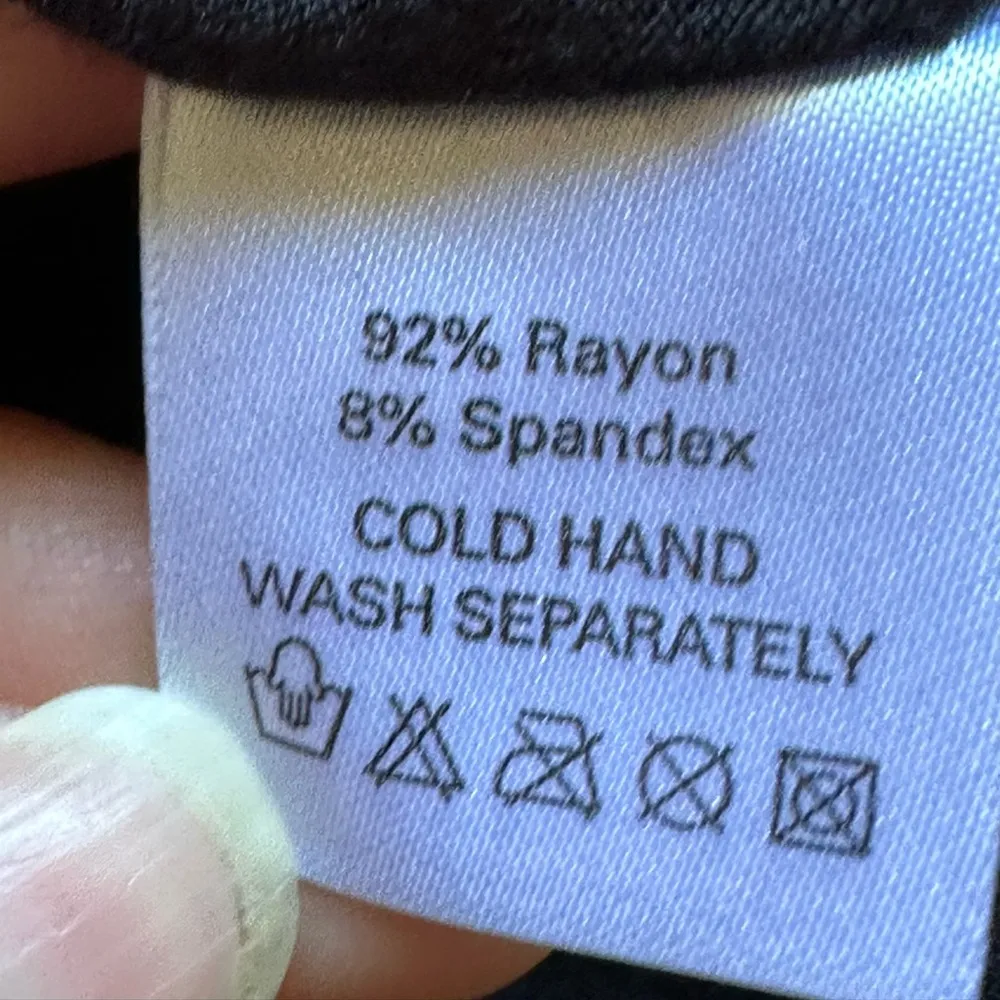 92% Rayon
8% Spandex
COLD HAND
WASH SEPARATELY